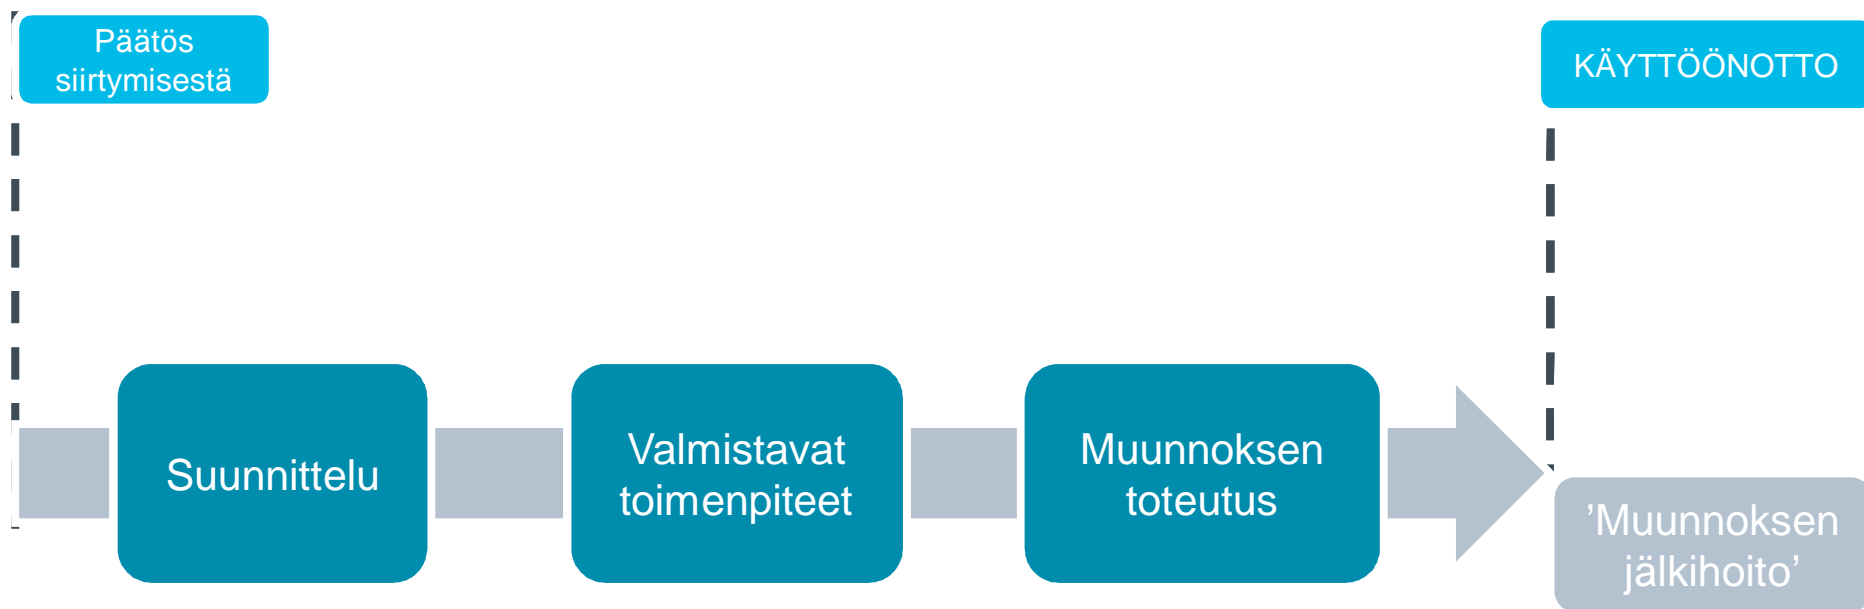 Päätös
siirtymisestä
KÄYTTÖÖNOTTO
Suunnittelu
Valmistavat
toimenpiteet
Muunnoksen
toteutus
’Muunnoksen
jälkihoito’